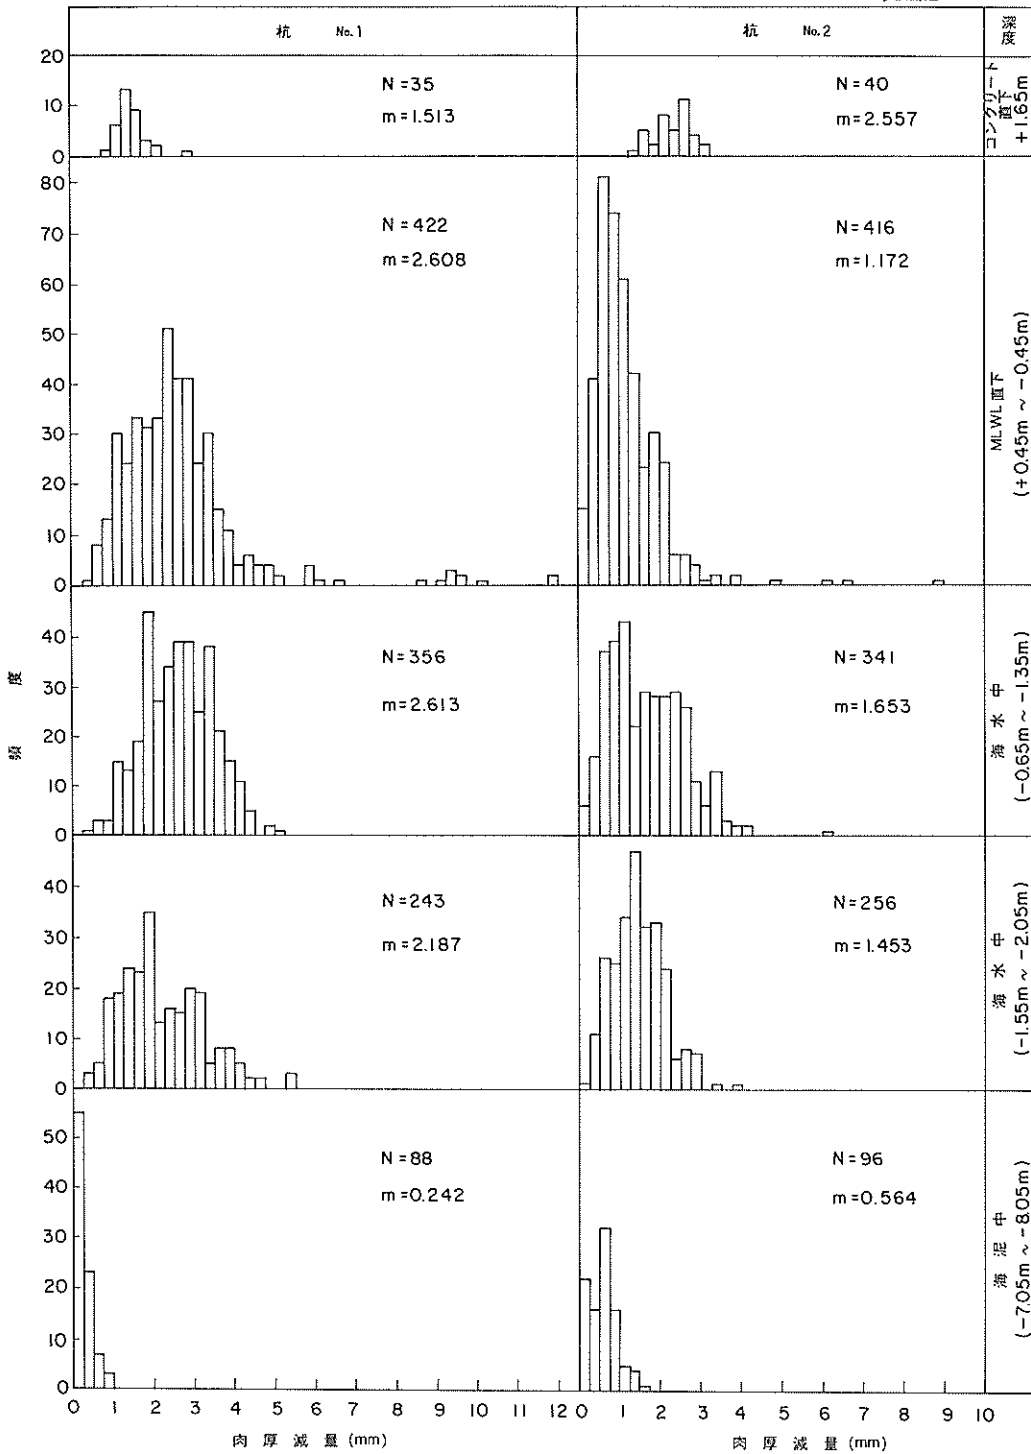 杭 No.1
杭 No.2
深度
20
10
0
N=35
m=1.513
N=40
m=2.557
コンクリート直下
+1.65m
80
70
60
50
40
30
20
10
0
N=422
m=2.608
N=416
m=1.172
MLWL直下
(+0.45m ~ -0.45m)
頻度
40
30
20
10
0
N=356
m=2.613
N=341
m=1.653
海水中
(-0.65m ~ -1.35m)
40
30
20
10
0
N=243
m=2.187
N=256
m=1.453
海水中
(-1.55m ~ -2.05m)
50
40
30
20
10
0
N=88
m=0.242
N=96
m=0.564
海泥中
(-7.05m ~ -8.05m)
0 1 2 3 4 5 6 7 8 9 10 11 12
0 1 2 3 4 5 6 7 8 9 10
肉厚減量 (mm)
肉厚減量 (mm)